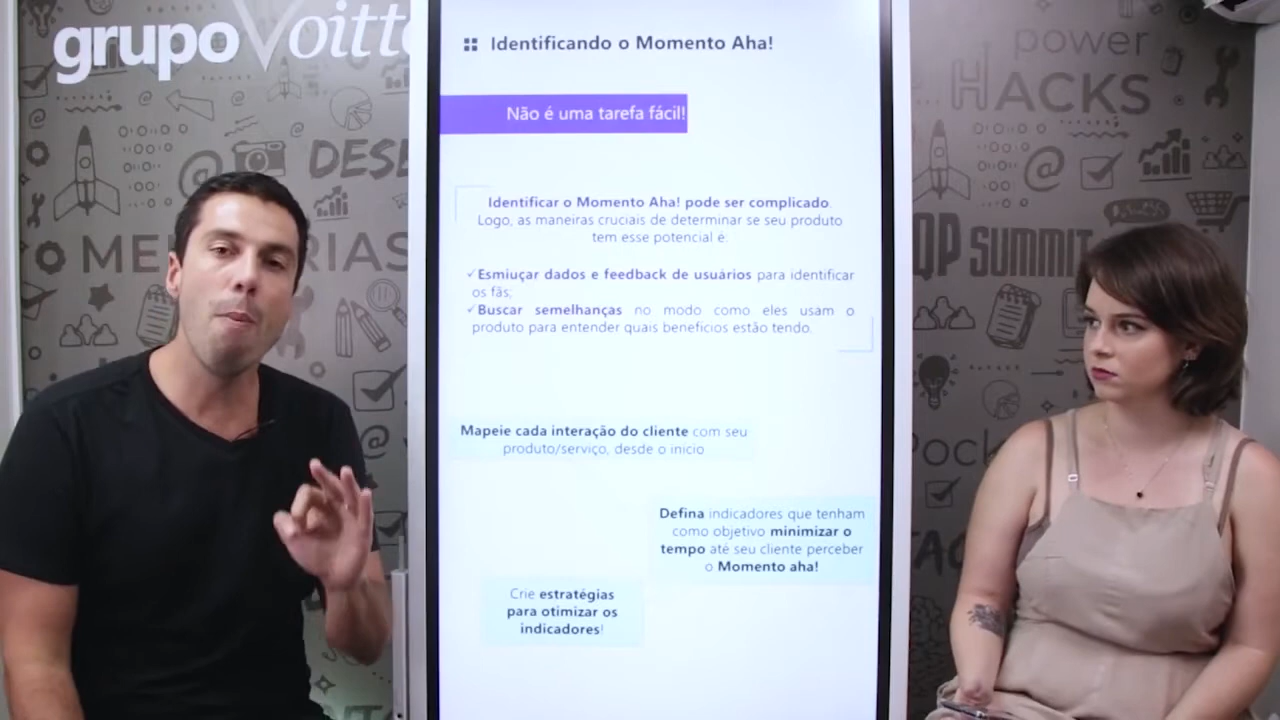 grupo Voitto
Identificando o Momento Aha!
Não é uma tarefa fácil!
Identificar o Momento Aha! pode ser complicado.
Logo, as maneiras cruciais de determinar se seu produto
tem esse potencial é:
✓Esmiuçar dados e feedback de usuários para identificar
os fãs;
✓Buscar semelhanças no modo como eles usam o
produto para entender quais benefícios estão tendo.
Mapeie cada interação do cliente com seu
produto/serviço, desde o início
Defina indicadores que tenham
como objetivo minimizar o
tempo até seu cliente perceber
o Momento aha!
Crie estratégias
para otimizar os
indicadores!
power
HACKS
DESE
RIAS
QP SUMMIT
Pock